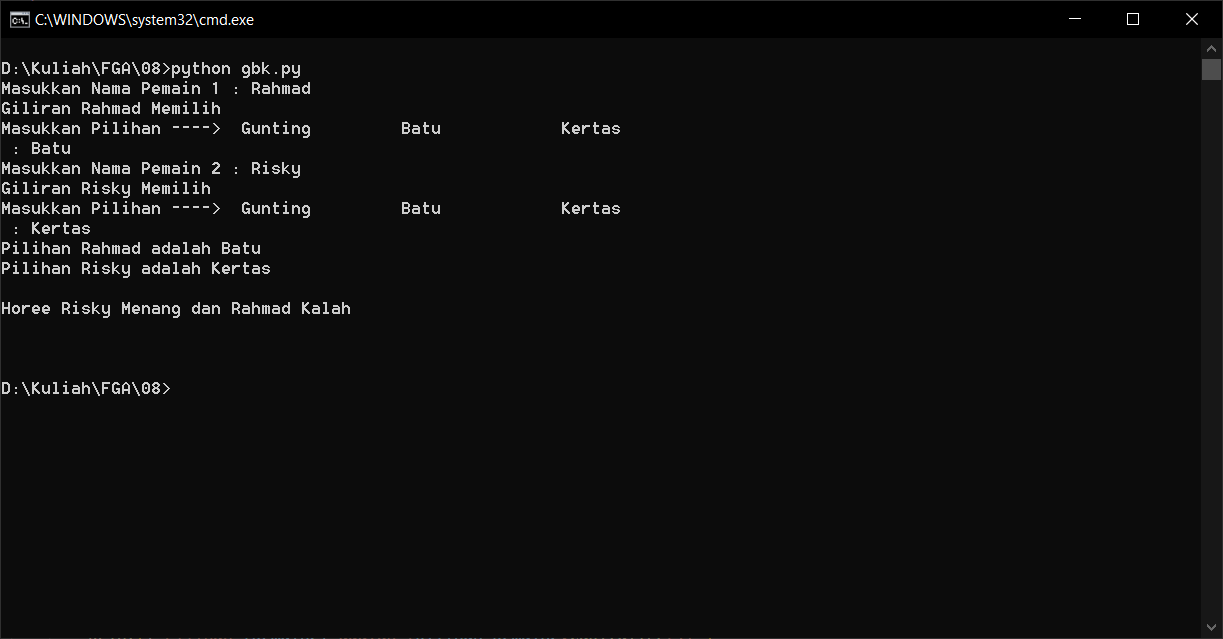 C:\WINDOWS\system32\cmd.exe
D:\Kuliah\FGA\08>python gbk.py
Masukkan Nama Pemain 1 : Rahmad
Giliran Rahmad Memilih
Masukkan Pilihan ----> Gunting Batu Kertas
: Batu
Masukkan Nama Pemain 2 : Risky
Giliran Risky Memilih
Masukkan Pilihan ----> Gunting Batu Kertas
: Kertas
Pilihan Rahmad adalah Batu
Pilihan Risky adalah Kertas
Horee Risky Menang dan Rahmad Kalah
D:\Kuliah\FGA\08>